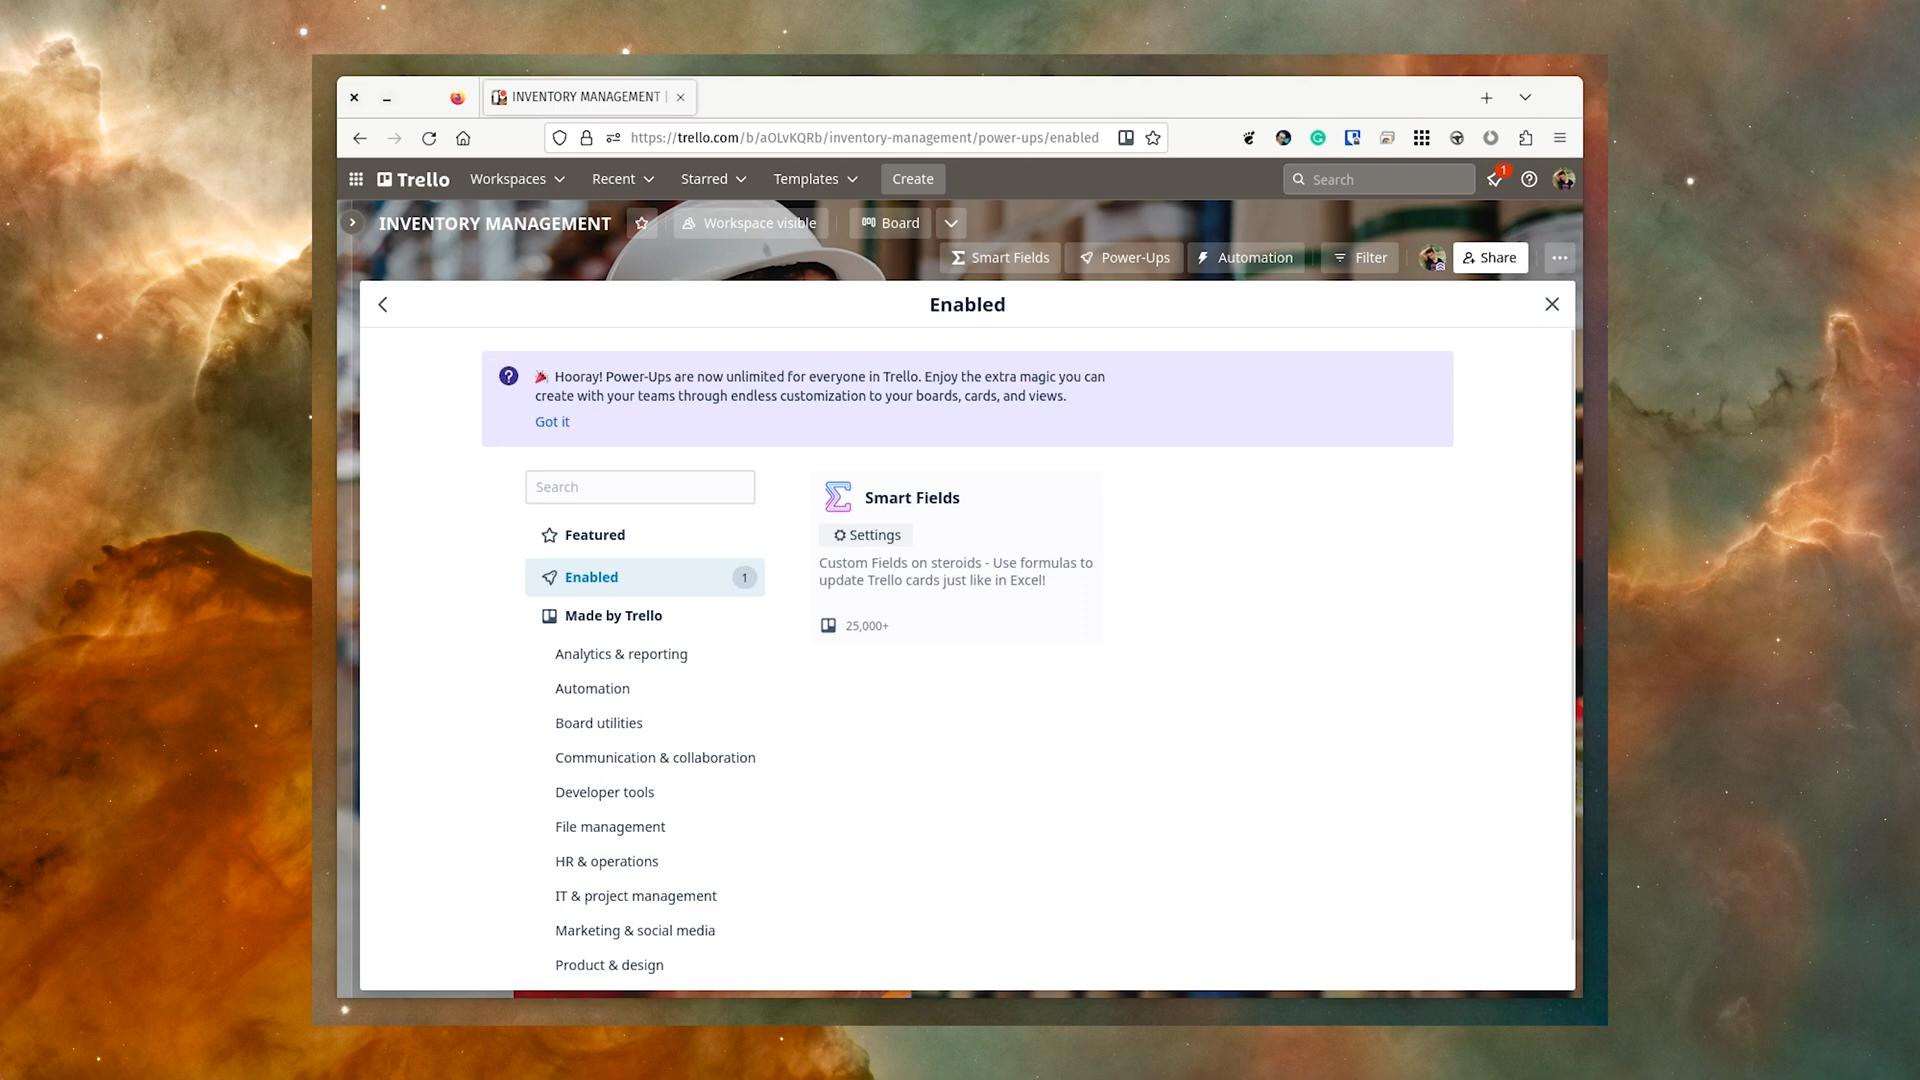 INVENTORY MANAGEMENT |
https://trello.com/b/aOLvKQRb/inventory-management/power-ups/enabled
Trello Workspaces Recent Starred Templates Create Search 1
INVENTORY MANAGEMENT Workspace visible Board
Smart Fields Power-Ups Automation Filter Share
Enabled
Hooray! Power-Ups are now unlimited for everyone in Trello. Enjoy the extra magic you can
create with your teams through endless customization to your boards, cards, and views.
Got it
Search
Featured
Enabled 1
Made by Trello
Analytics & reporting
Automation
Board utilities
Communication & collaboration
Developer tools
File management
HR & operations
IT & project management
Marketing & social media
Product & design
Smart Fields
Settings
Custom Fields on steroids - Use formulas to
update Trello cards just like in Excel!
25,000+